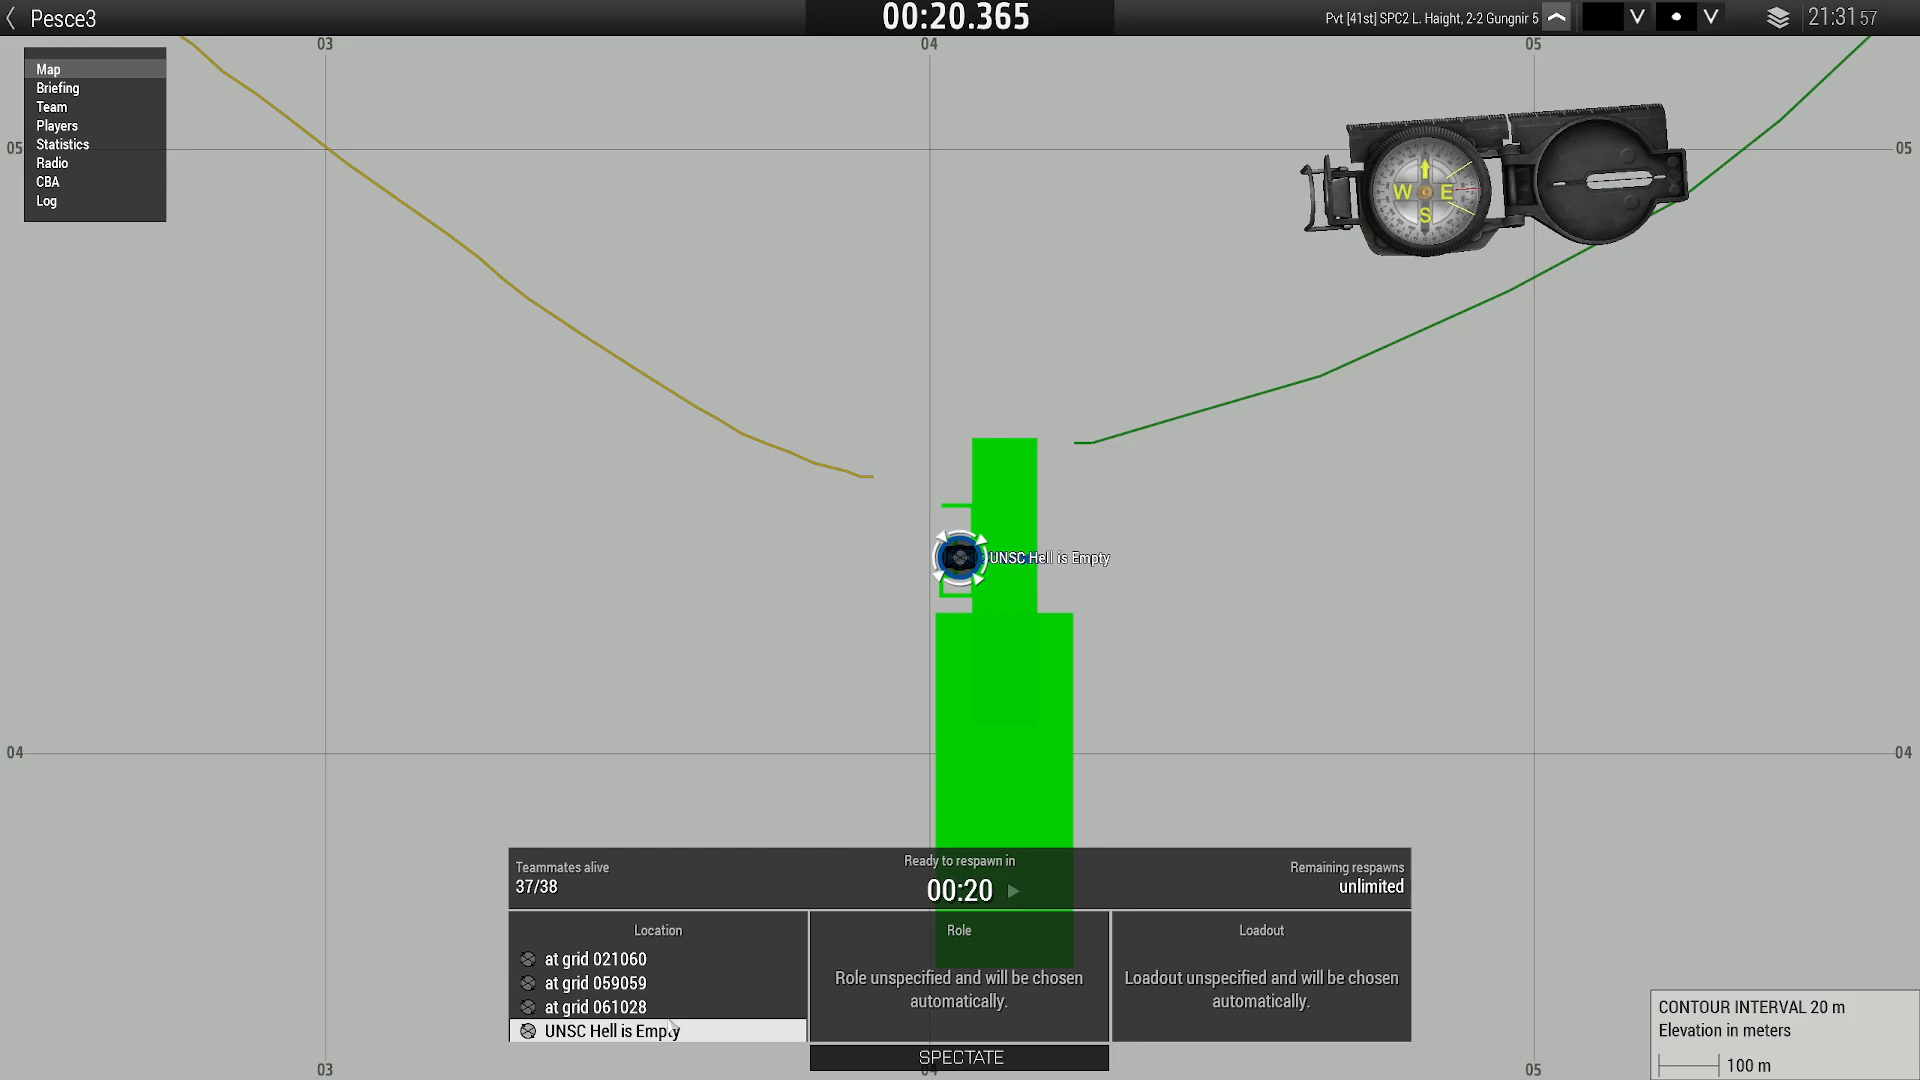 Pesce3
00:20.365
Pvt [41st] SPC2 L. Haight, 2-2 Gungnir 5
V
V
21:31 57
03
04
05
Map
Briefing
Team
Players
Statistics
Radio
CBA
Log
05
05
W E
S
UNSC Hell is Empty
04
04
Teammates alive
37/38
Ready to respawn in
00:20
Remaining respawns
unlimited
Location
at grid 021060
at grid 059059
at grid 061028
UNSC Hell is Empty
Role
Role unspecified and will be chosen
automatically.
Loadout
Loadout unspecified and will be chosen
automatically.
SPECTATE
03
04
05
CONTOUR INTERVAL 20 m
Elevation in meters
100 m